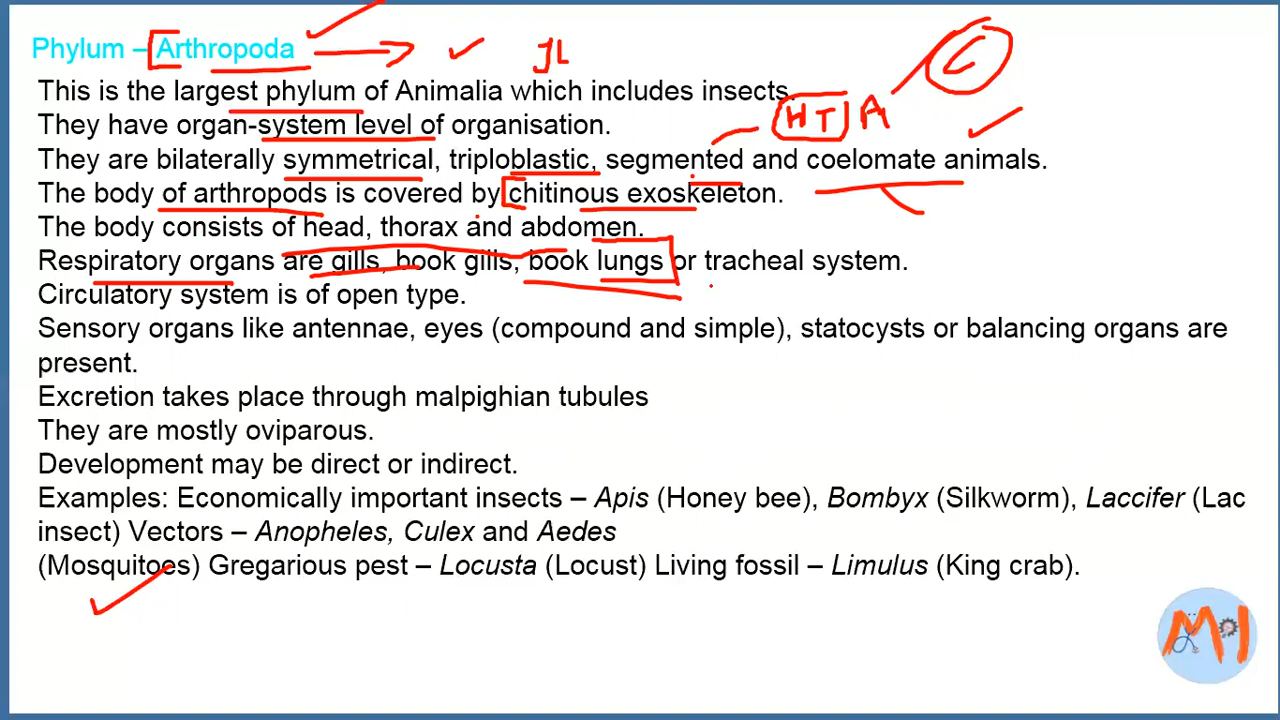 Phylum – Arthropoda JL
This is the largest phylum of Animalia which includes insects.
HT A C
They have organ-system level of organisation.
They are bilaterally symmetrical, triploblastic, segmented and coelomate animals.
The body of arthropods is covered by chitinous exoskeleton.
The body consists of head, thorax and abdomen.
Respiratory organs are gills, book gills, book lungs or tracheal system.
Circulatory system is of open type.
Sensory organs like antennae, eyes (compound and simple), statocysts or balancing organs are
present.
Excretion takes place through malpighian tubules
They are mostly oviparous.
Development may be direct or indirect.
Examples: Economically important insects – Apis (Honey bee), Bombyx (Silkworm), Laccifer (Lac
insect) Vectors – Anopheles, Culex and Aedes
(Mosquitoes) Gregarious pest – Locusta (Locust) Living fossil – Limulus (King crab).
MI